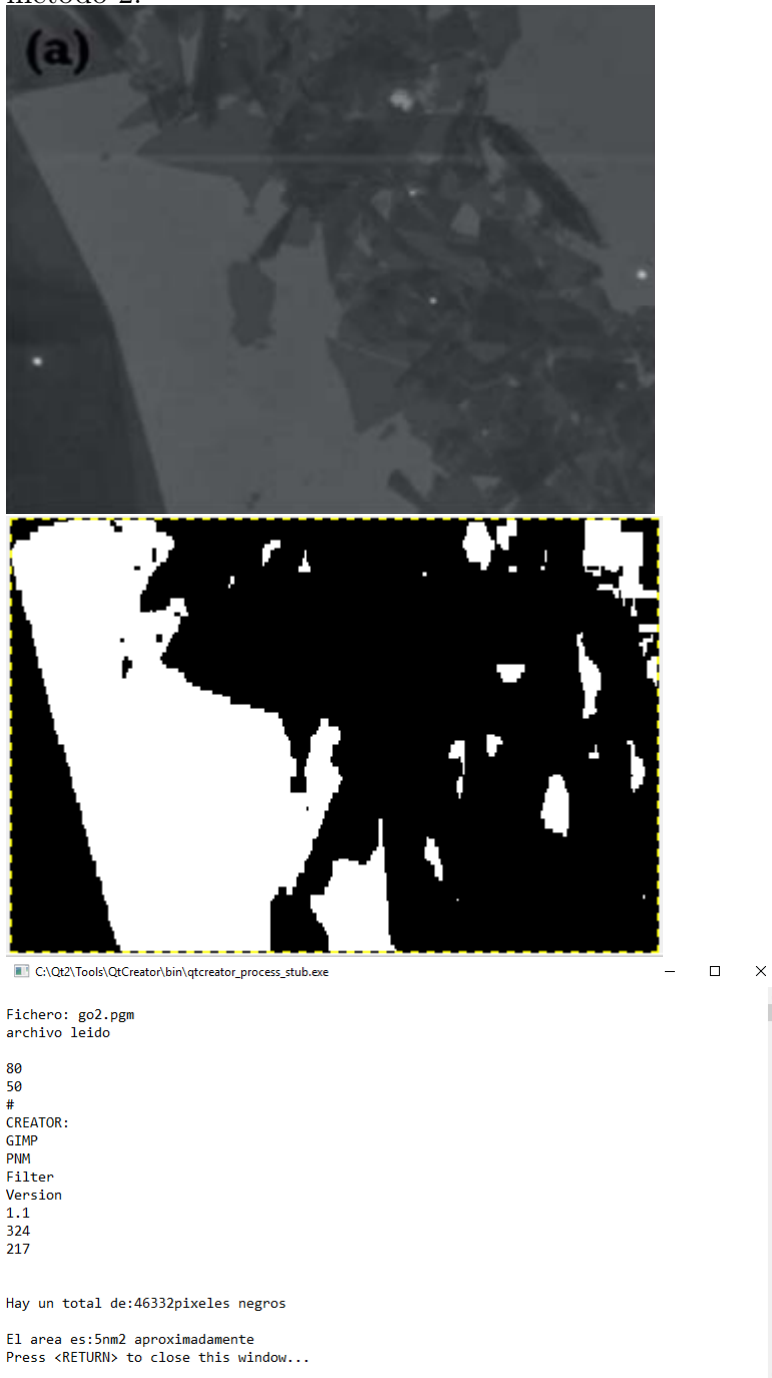 metodo 2:
(a)
C:\Qt2\Tools\QtCreator\bin\qtcreator_process_stub.exe
Fichero: go2.pgm
archivo leido
80
50
#
CREATOR:
GIMP
PNM
Filter
Version
1.1
324
217
Hay un total de:46332pixeles negros
El area es:5nm2 aproximadamente
Press <RETURN> to close this window...